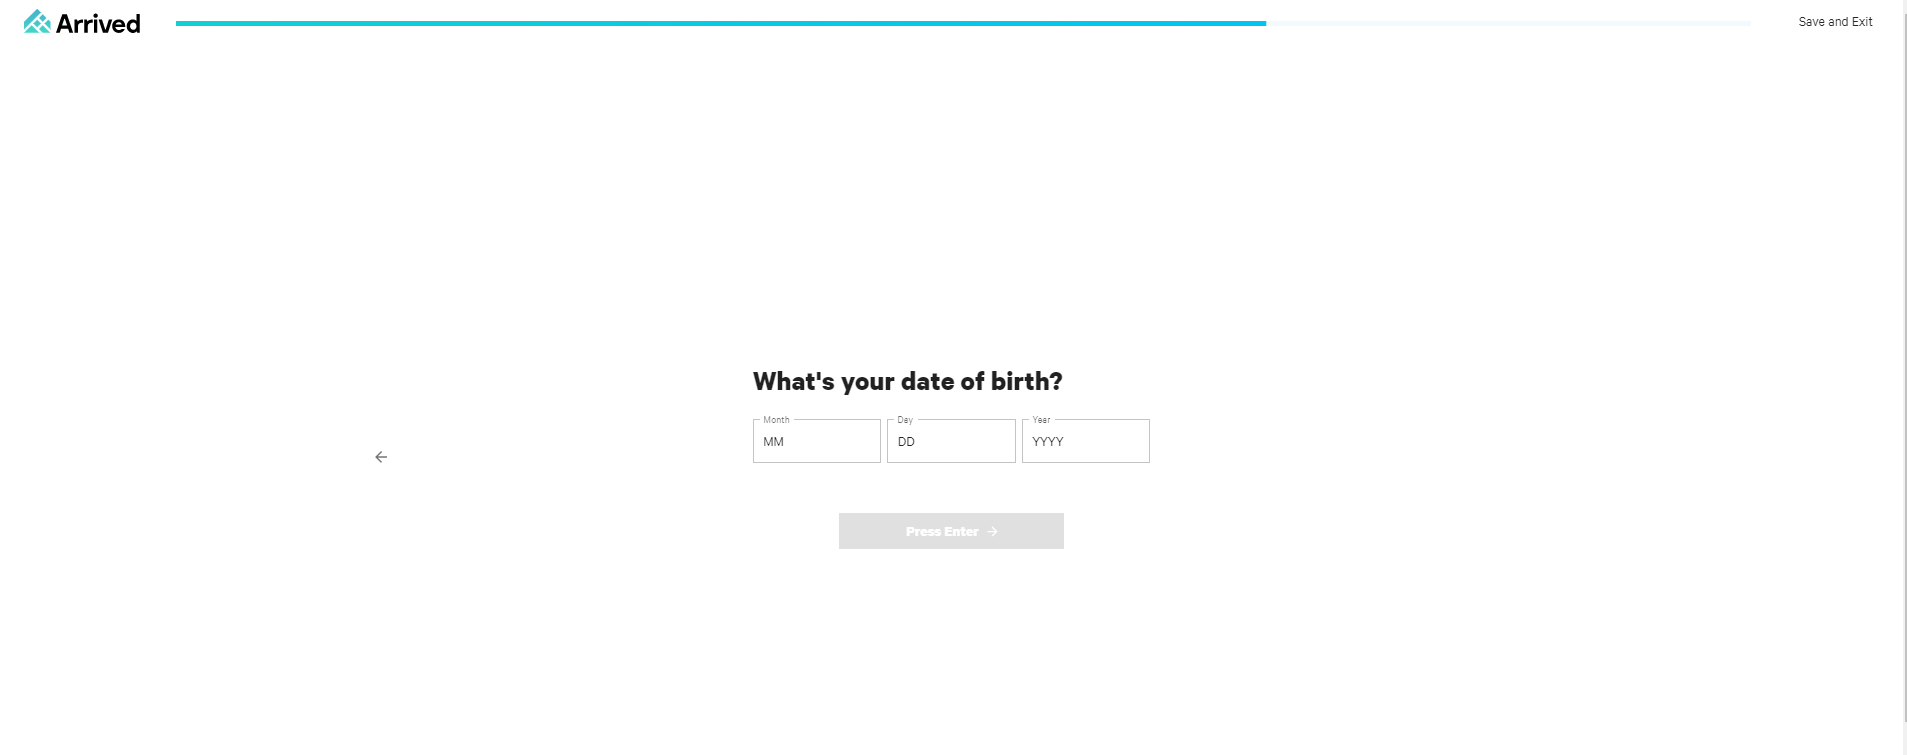 Arrived
Save and Exit
What's your date of birth?
Month
Day
Year
MM
DD
YYYY
Press Enter →